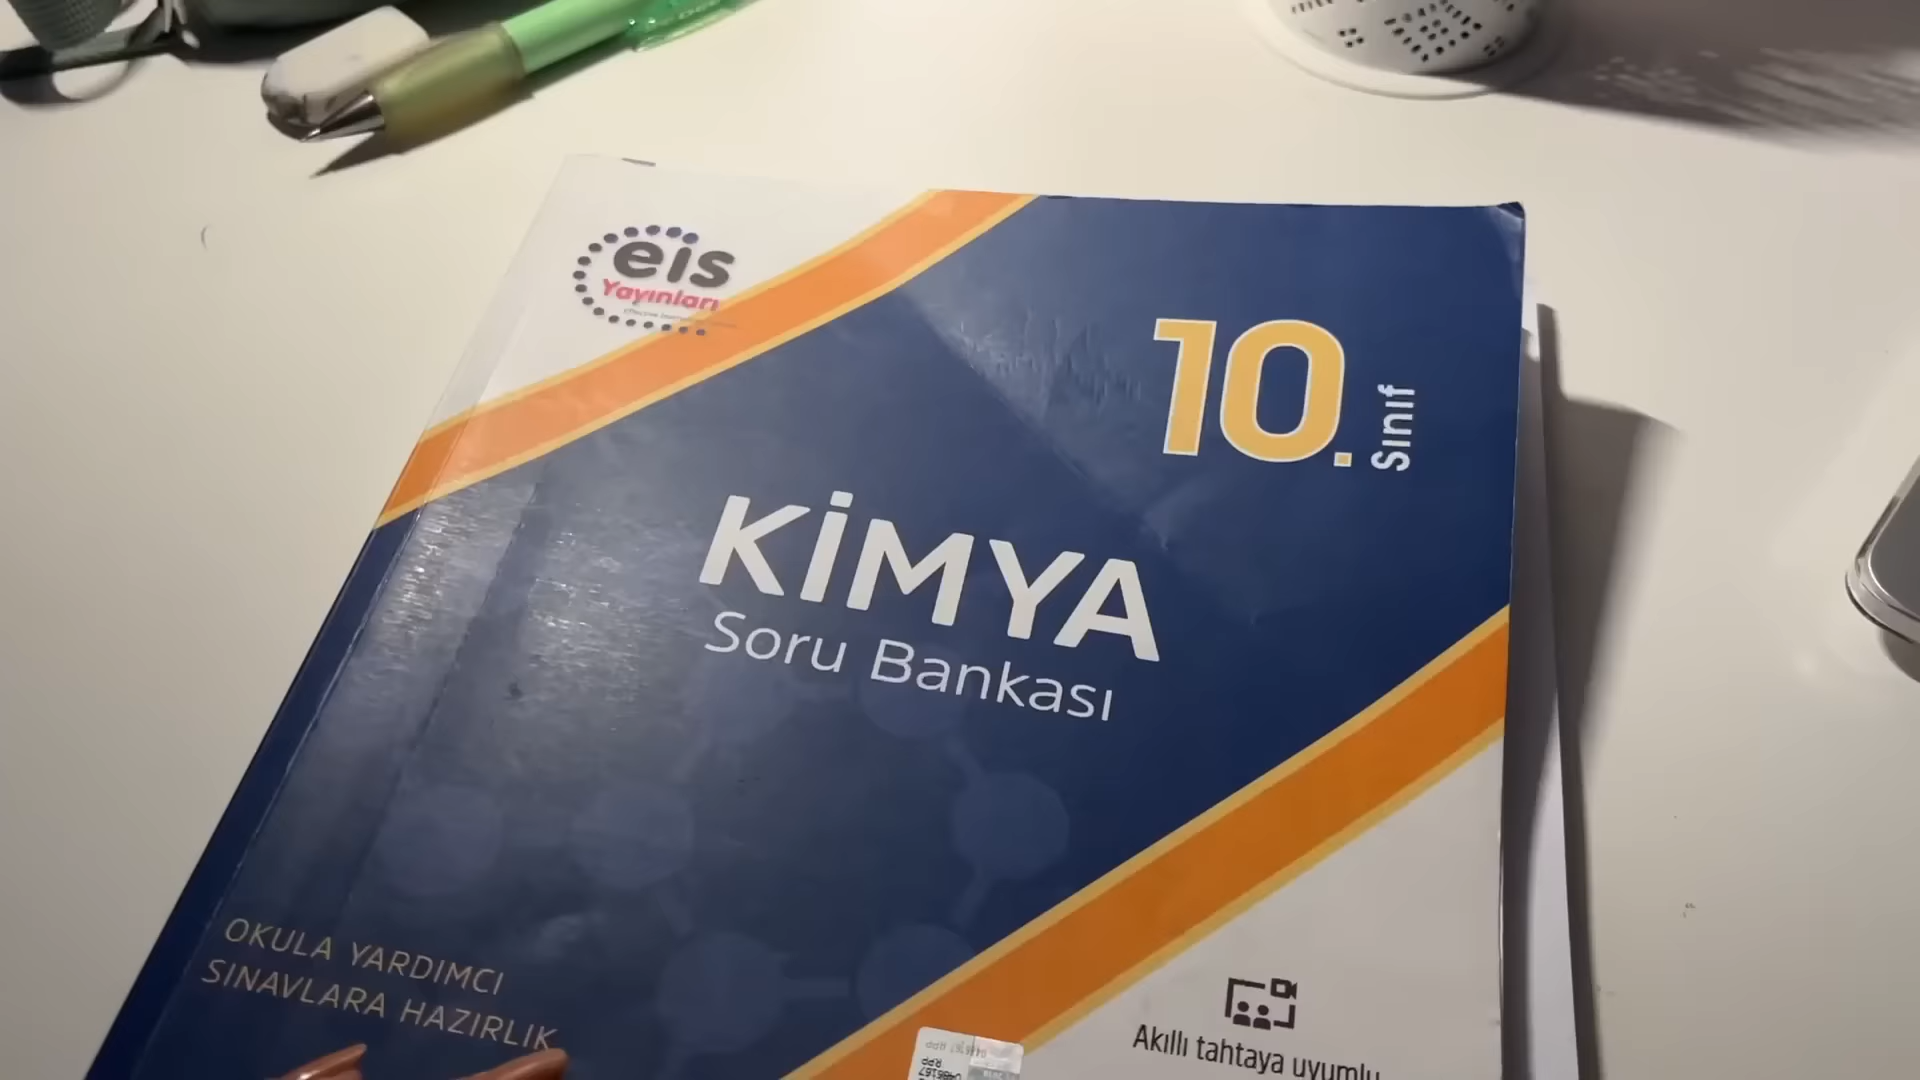 eis
Yayınları
10.
Sınıf
KİMYA
Soru Bankası
OKULA YARDIMCI
SINAVLARA HAZIRLIK
Akıllı tahtaya uyumlu